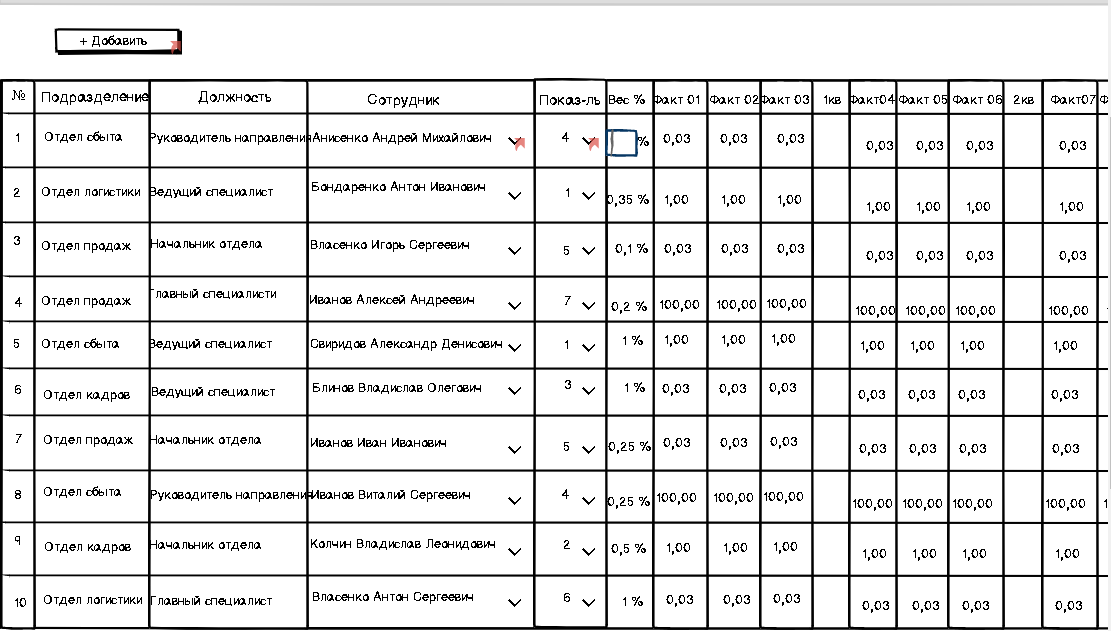 + Добавить
№ Подразделение Должность Сотрудник Показ-ль Вес % Факт 01 Факт 02 Факт 03 1кв Факт04 Факт 05 Факт 06 2кв Факт07
1 Отдел сбыта Руководитель направления Анисенко Андрей Михайлович 4 % 0,03 0,03 0,03 0,03 0,03 0,03 0,03
2 Отдел логистики Ведущий специалист Бондаренко Антон Иванович 1 0,35 % 1,00 1,00 1,00 1,00 1,00 1,00 1,00
3 Отдел продаж Начальник отдела Власенко Игорь Сергеевич 5 0,1 % 0,03 0,03 0,03 0,03 0,03 0,03 0,03
4 Отдел продаж Главный специалисти Иванов Алексей Андреевич 7 0,2 % 100,00 100,00 100,00 100,00 100,00 100,00 100,00
5 Отдел сбыта Ведущий специалист Свиридов Александр Денисович 1 1 % 1,00 1,00 1,00 1,00 1,00 1,00 1,00
6 Отдел кадров Ведущий специалист Блинов Владислав Олегович 3 1 % 0,03 0,03 0,03 0,03 0,03 0,03 0,03
7 Отдел продаж Начальник отдела Иванов Иван Иванович 5 0,25 % 0,03 0,03 0,03 0,03 0,03 0,03 0,03
8 Отдел сбыта Руководитель направления Иванов Виталий Сергеевич 4 0,25 % 100,00 100,00 100,00 100,00 100,00 100,00 100,00
9 Отдел кадров Начальник отдела Колчин Владислав Леонидович 2 0,5 % 1,00 1,00 1,00 1,00 1,00 1,00 1,00
10 Отдел логистики Главный специалист Власенко Антон Сергеевич 6 1 % 0,03 0,03 0,03 0,03 0,03 0,03 0,03